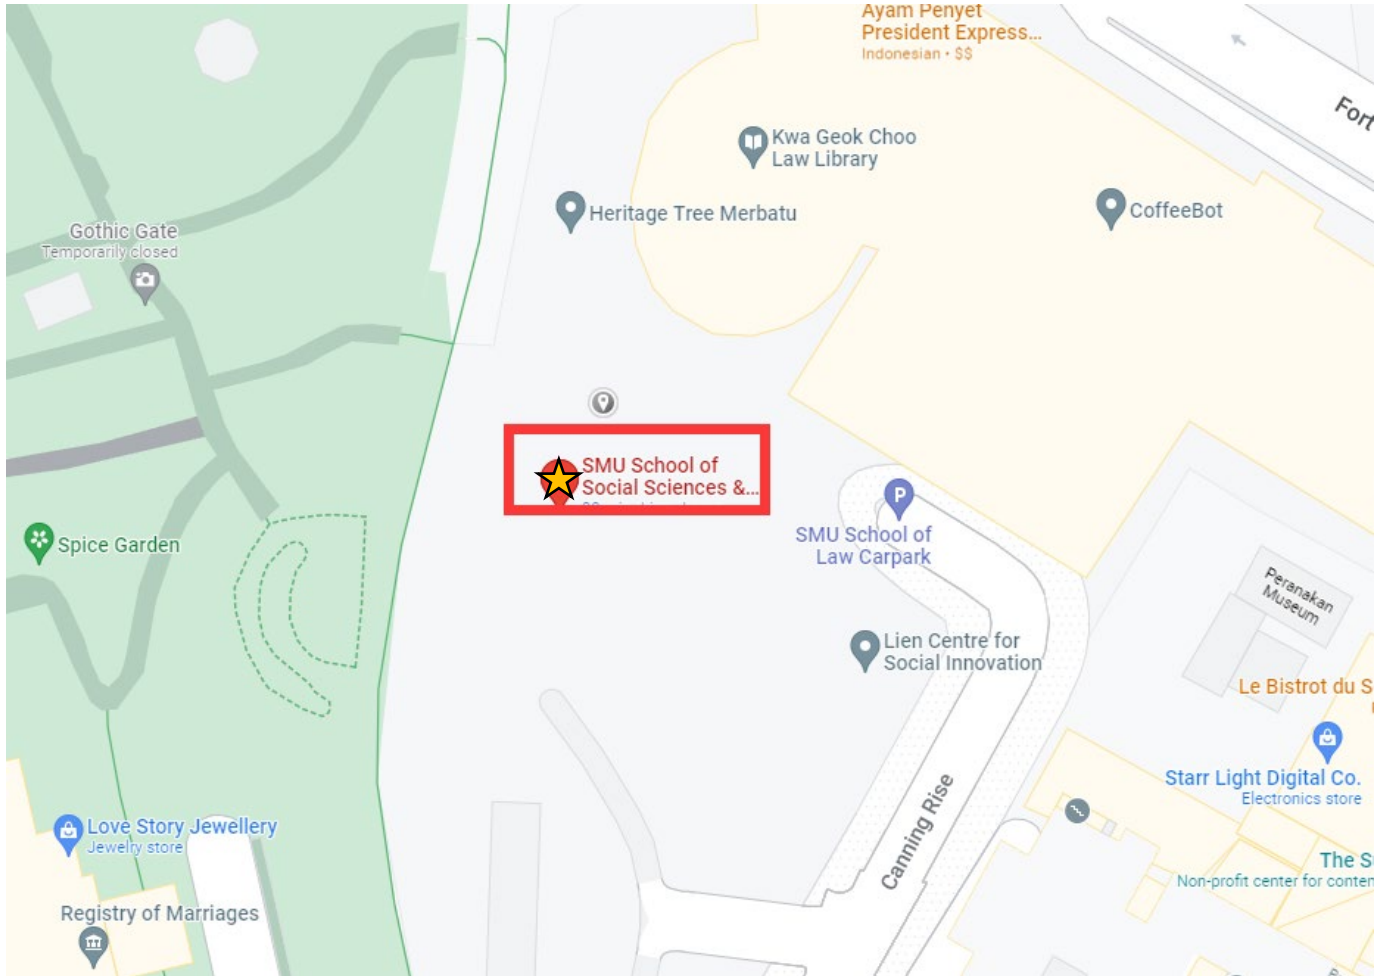 Ayam Penyet
President Express...
Indonesian · $$
Fort
Kwa Geok Choo
Law Library
Heritage Tree Merbatu
CoffeeBot
Gothic Gate
Temporarily closed
SMU School of
Social Sciences &...
P
SMU School of
Law Carpark
Spice Garden
Peranakan
Museum
Lien Centre for
Social Innovation
Le Bistrot du S
Starr Light Digital Co.
Electronics store
Canning Rise
Love Story Jewellery
Jewelry store
The S
Non-profit center for conten
Registry of Marriages